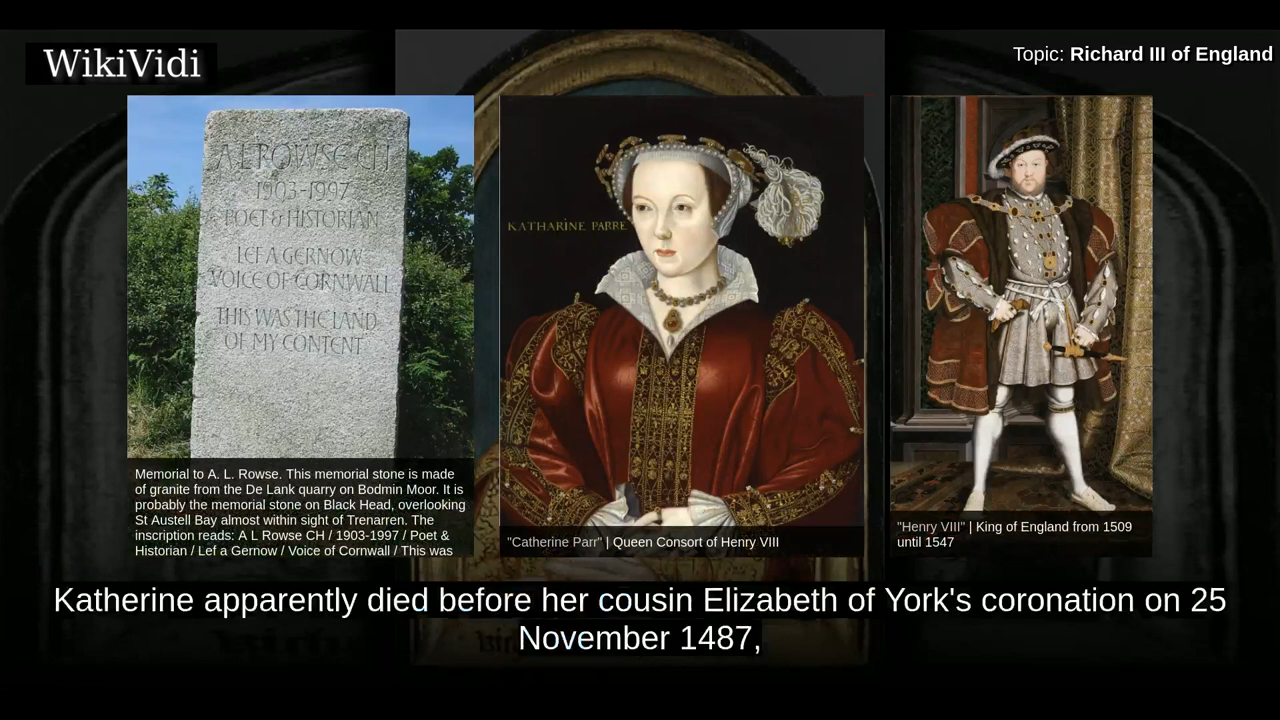 WikiVidi
Topic: Richard III of England
A L ROWSE CH
1903-1997
POET & HISTORIAN
LEF A GERNOW
VOICE OF CORNWALL
THIS WAS THE LAND
OF MY CONTENT
Memorial to A. L. Rowse. This memorial stone is made
of granite from the De Lank quarry on Bodmin Moor. It is
probably the memorial stone on Black Head, overlooking
St Austell Bay almost within sight of Trenarren. The
inscription reads: A L Rowse CH / 1903-1997 / Poet &
Historian / Lef a Gernow / Voice of Cornwall / This was
KATHARINE PARRE
"Catherine Parr" | Queen Consort of Henry VIII
"Henry VIII" | King of England from 1509
until 1547
Katherine apparently died before her cousin Elizabeth of York's coronation on 25
November 1487,